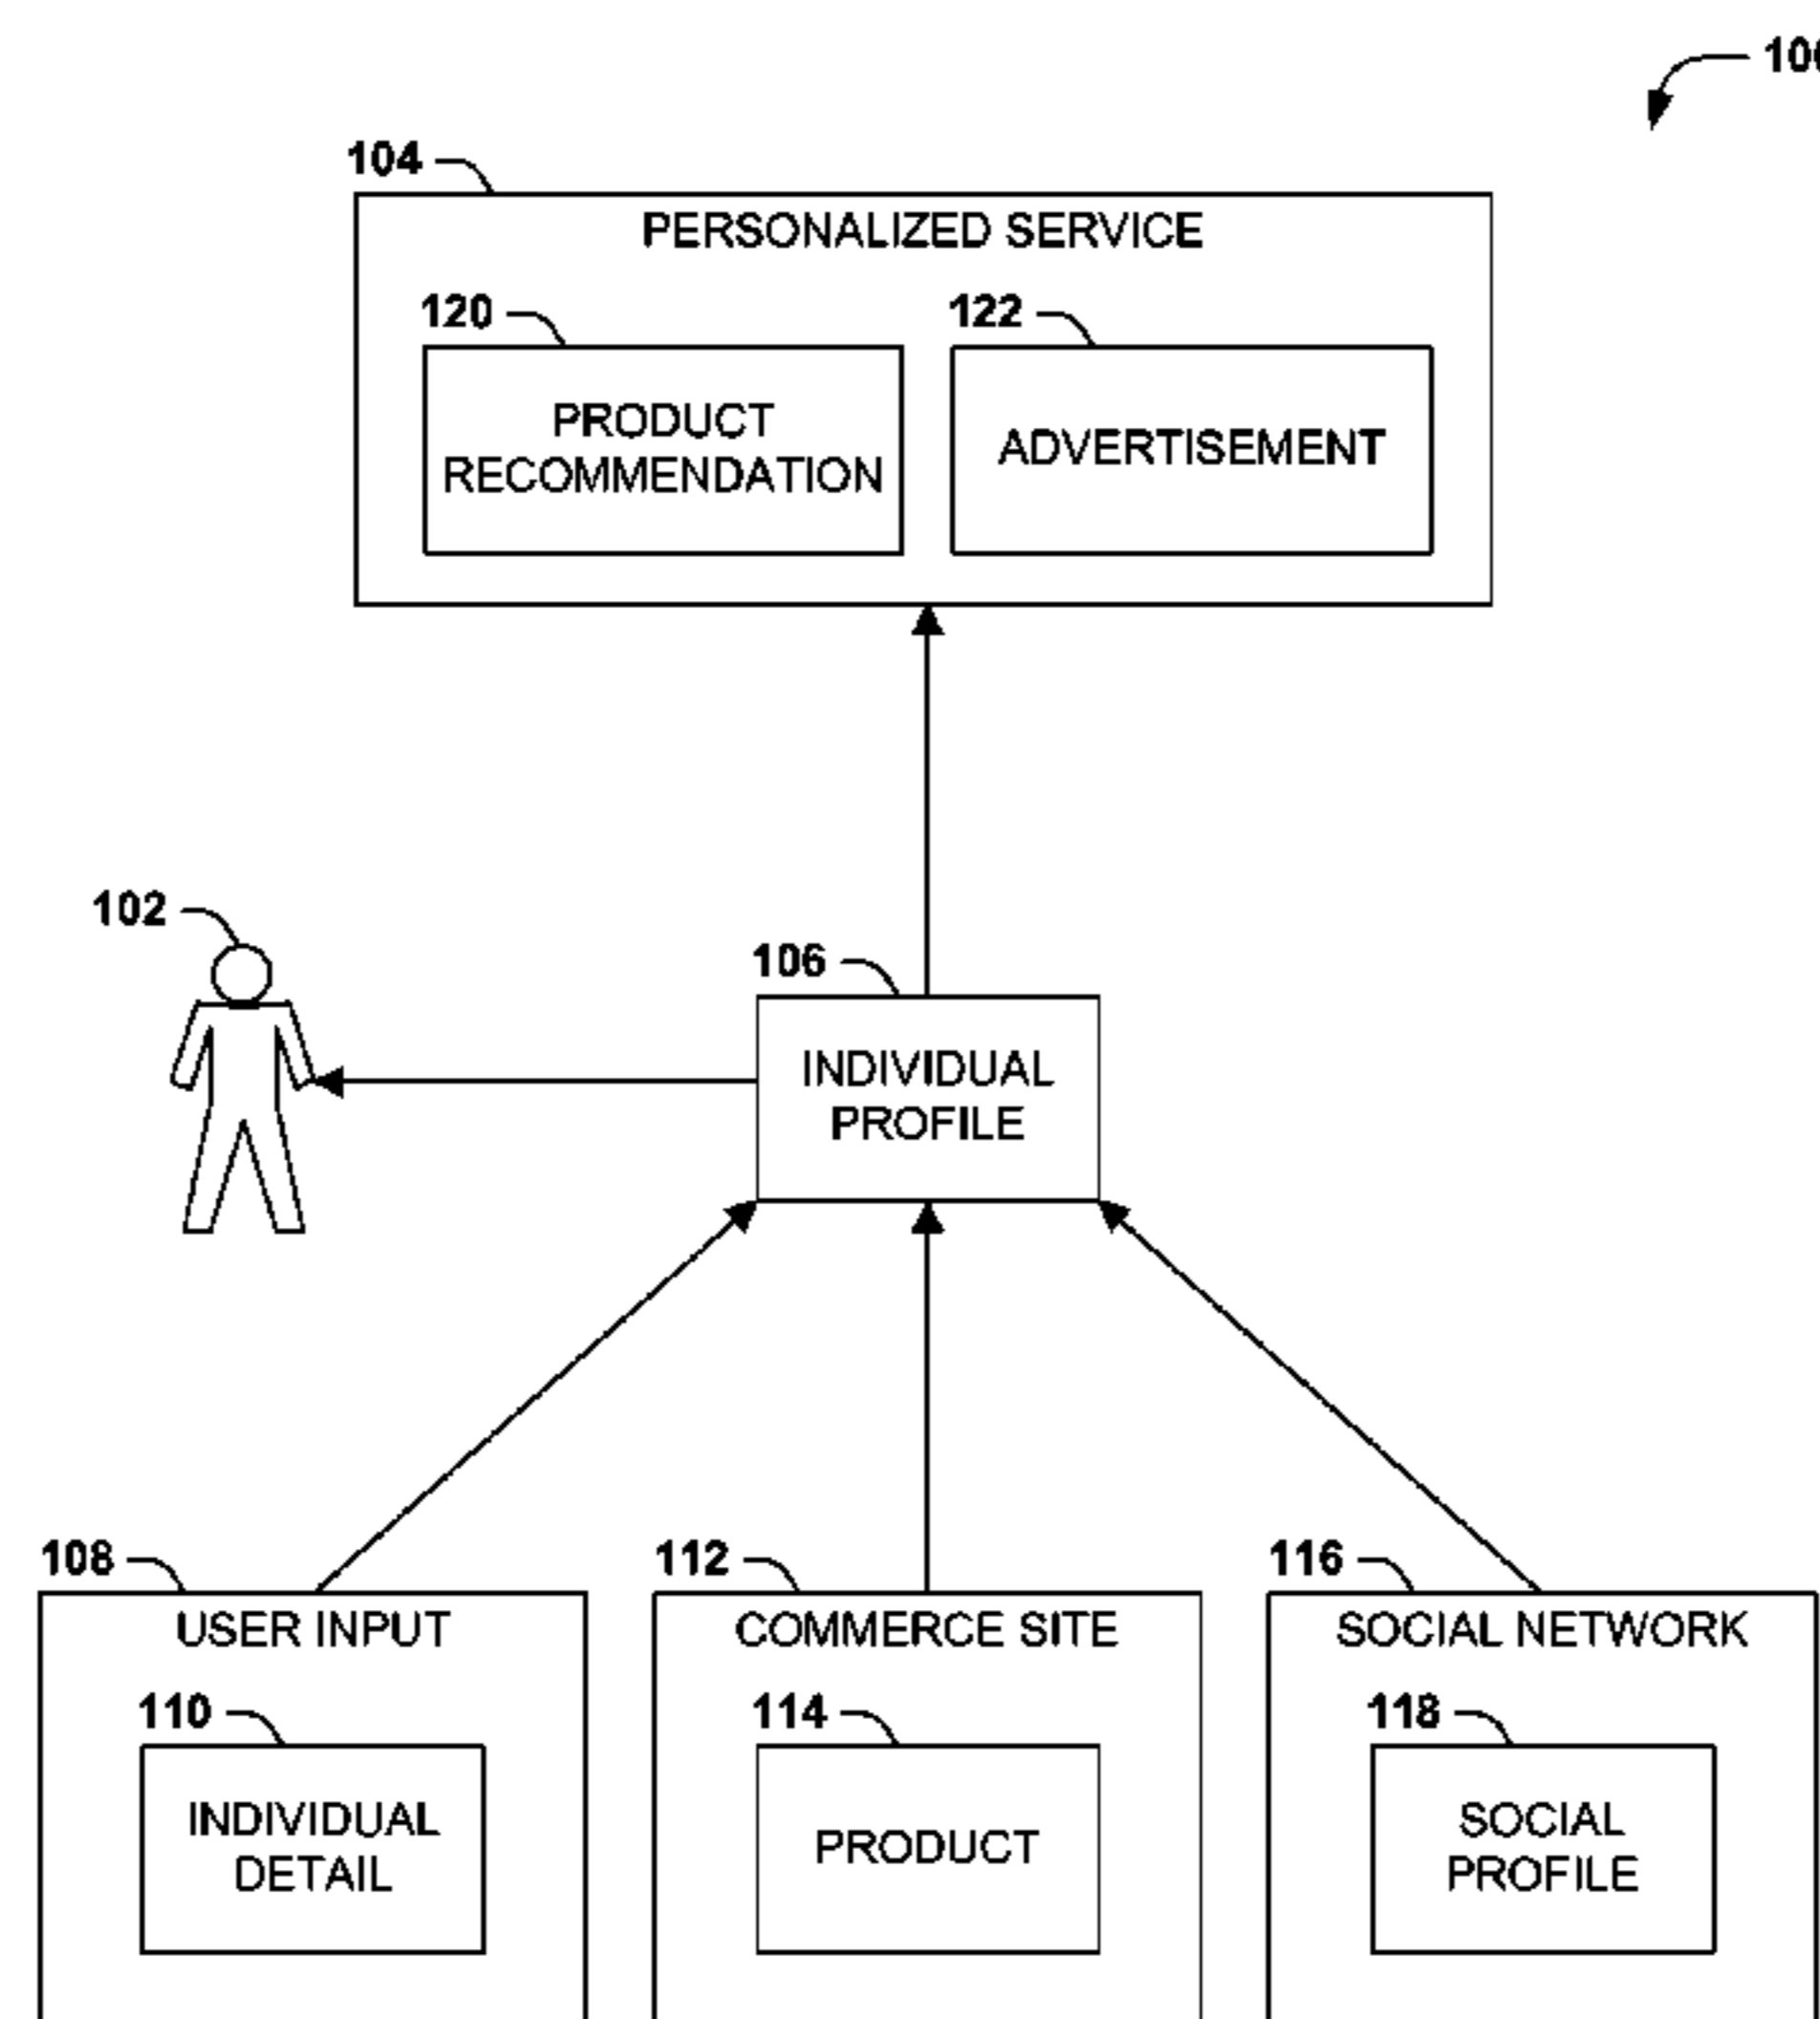 104
PERSONALIZED SERVICE
120
122
PRODUCT
RECOMMENDATION
ADVERTISEMENT
102
106
INDIVIDUAL
PROFILE
108
112
116
USER INPUT
COMMERCE SITE
SOCIAL NETWORK
110
114
118
INDIVIDUAL
DETAIL
PRODUCT
SOCIAL
PROFILE